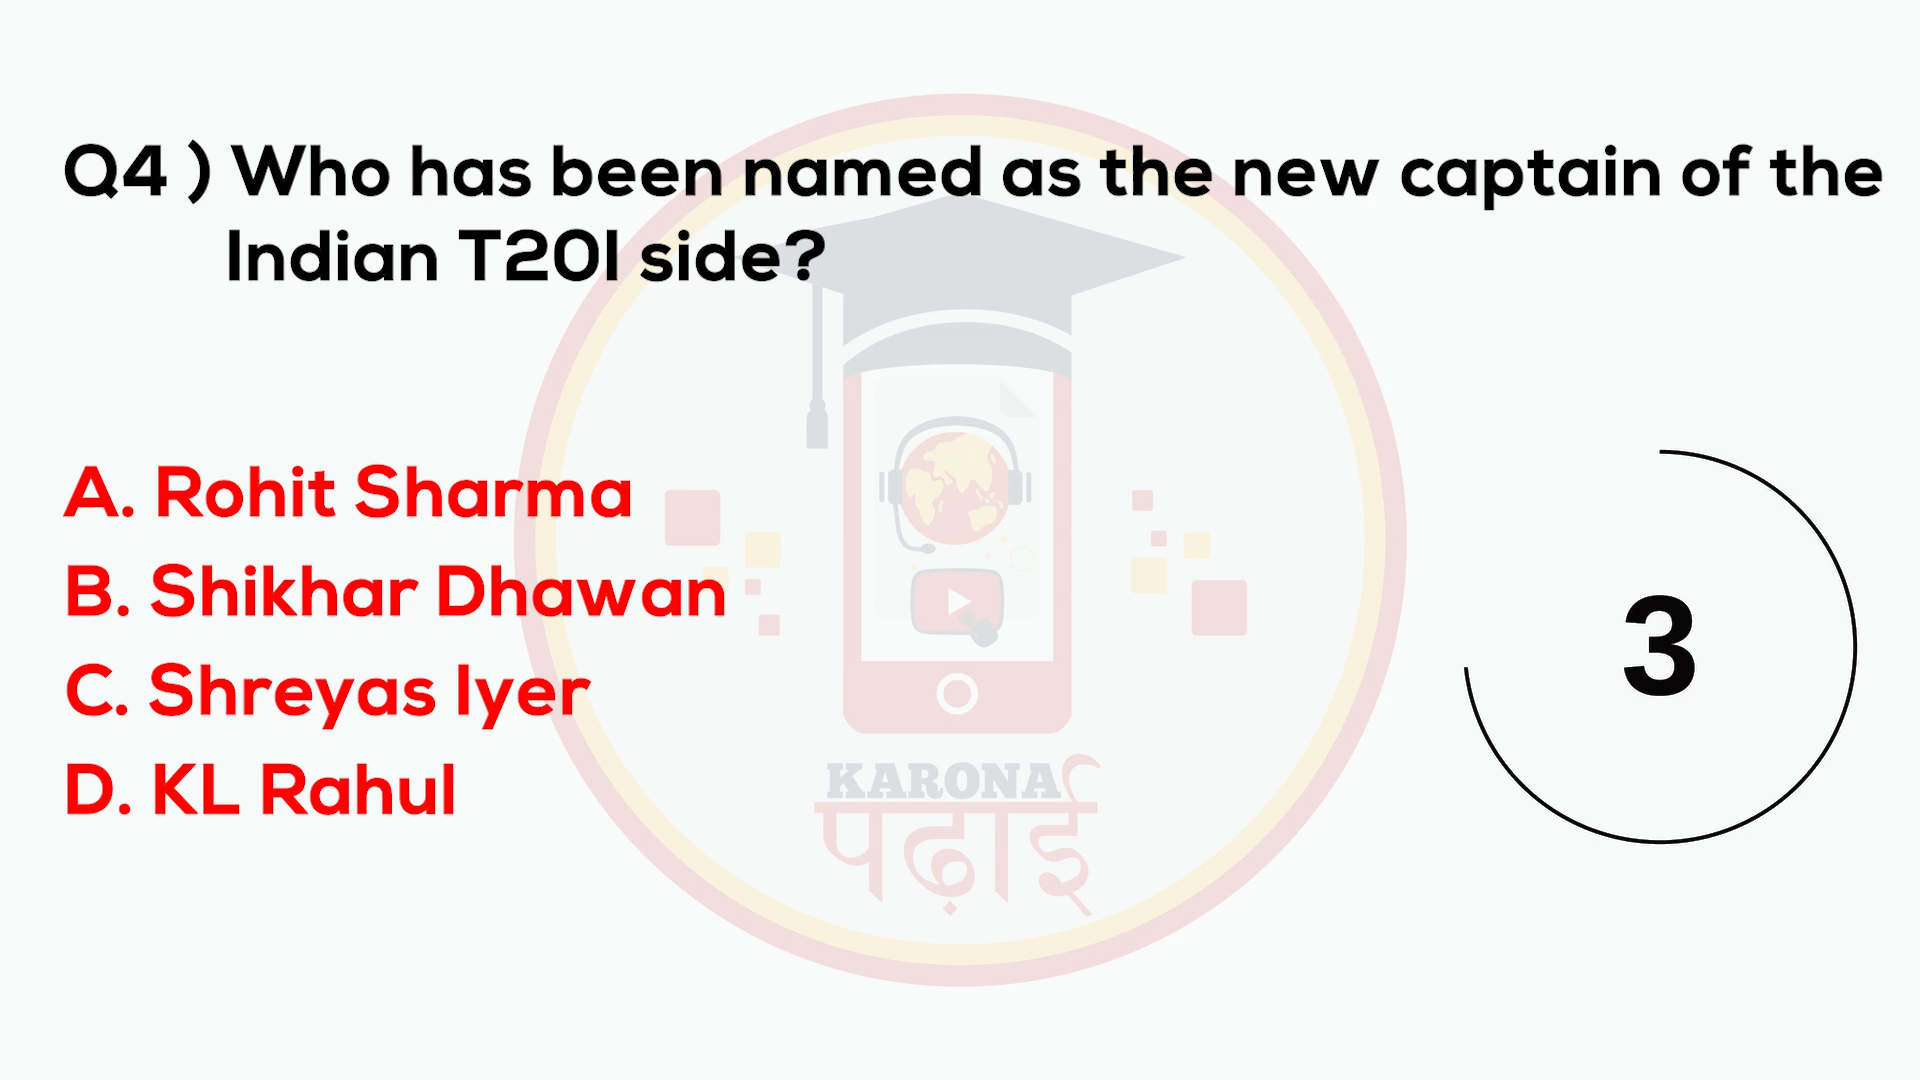 Q4 ) Who has been named as the new captain of the
Indian T20I side?
A. Rohit Sharma
B. Shikhar Dhawan
C. Shreyas Iyer
D. KL Rahul
3
KARONA
पढ़ाई